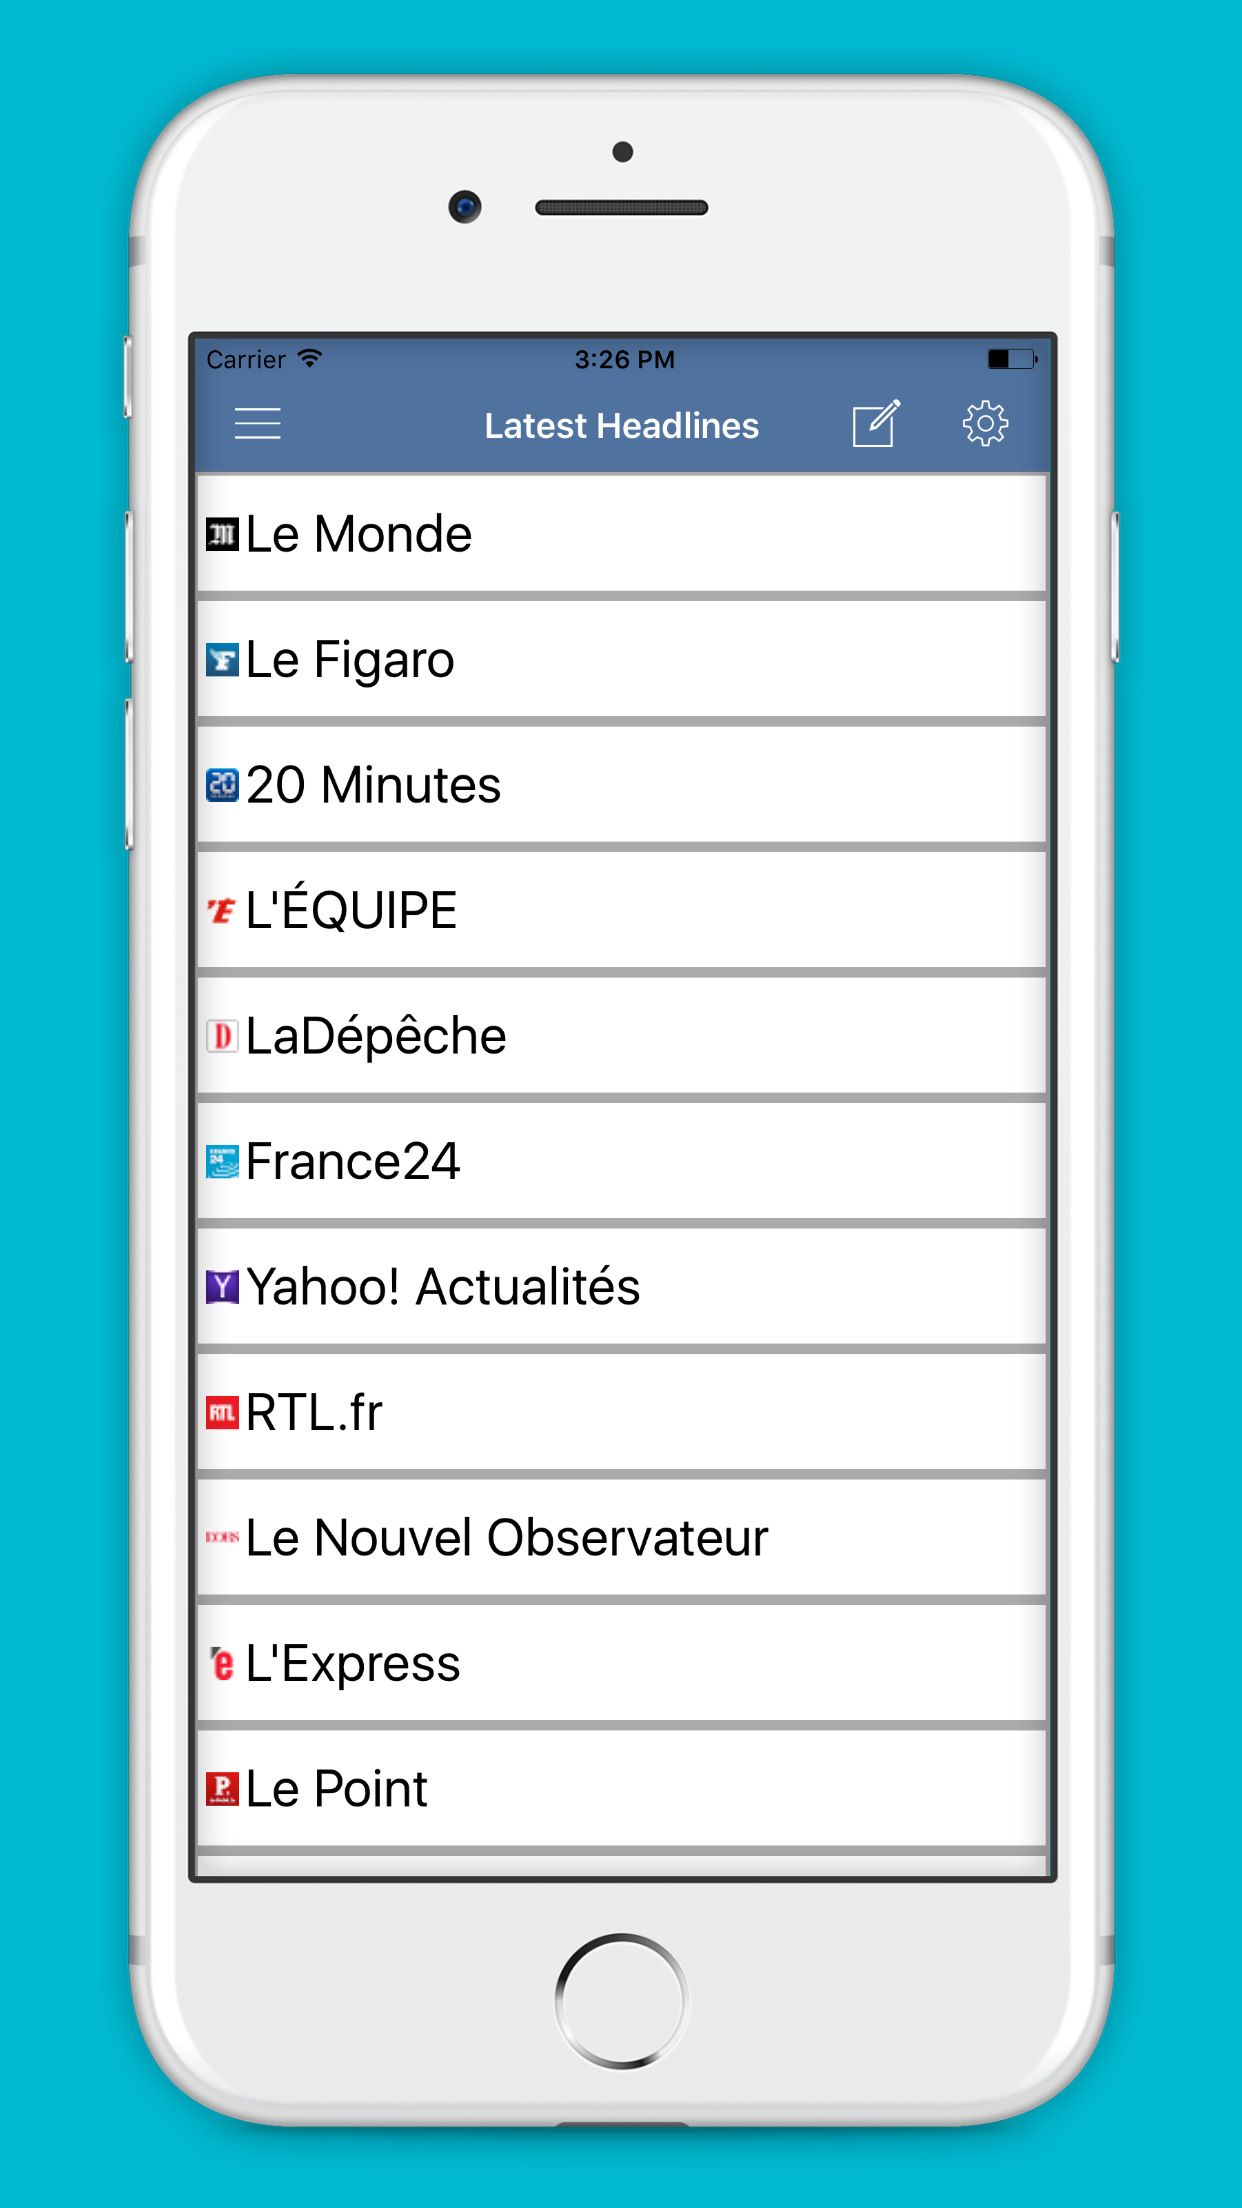 Carrier 3:26 PM
Latest Headlines
Le Monde
Le Figaro
20 Minutes
L'ÉQUIPE
LaDépêche
France24
Yahoo! Actualités
RTL.fr
Le Nouvel Observateur
L'Express
Le Point